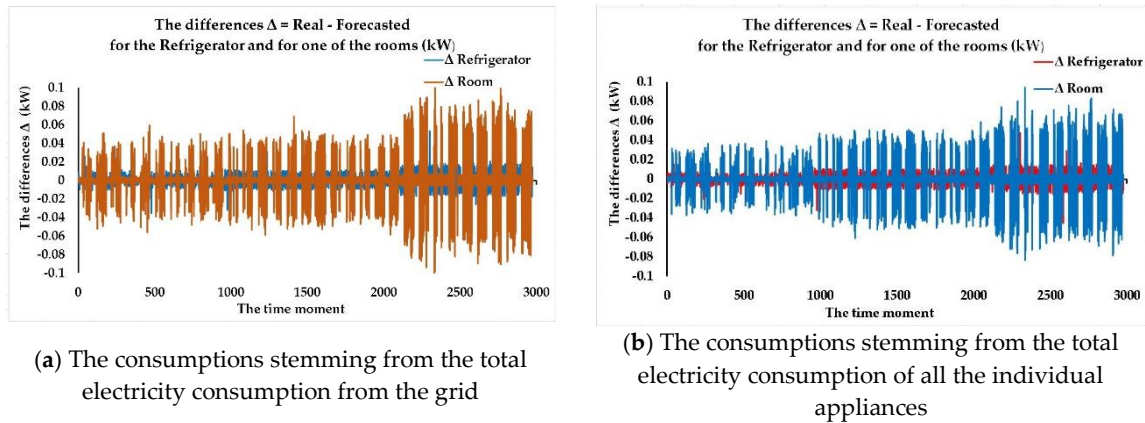 The differences Δ = Real - Forecasted
for the Refrigerator and for one of the rooms (kW)
Δ Refrigerator
Δ Room
The differences Δ (kW)
0.1
0.08
0.06
0.04
0.02
0
-0.02
-0.04
-0.06
-0.08
-0.1
0 500 1000 1500 2000 2500 3000
The time moment
(a) The consumptions stemming from the total
electricity consumption from the grid
The differences Δ = Real - Forecasted
for the Refrigerator and for one of the rooms (kW)
Δ Refrigerator
Δ Room
The differences Δ (kW)
0.1
0.08
0.06
0.04
0.02
0
-0.02
-0.04
-0.06
-0.08
-0.1
0 500 1000 1500 2000 2500 3000
The time moment
(b) The consumptions stemming from the total
electricity consumption of all the individual
appliances